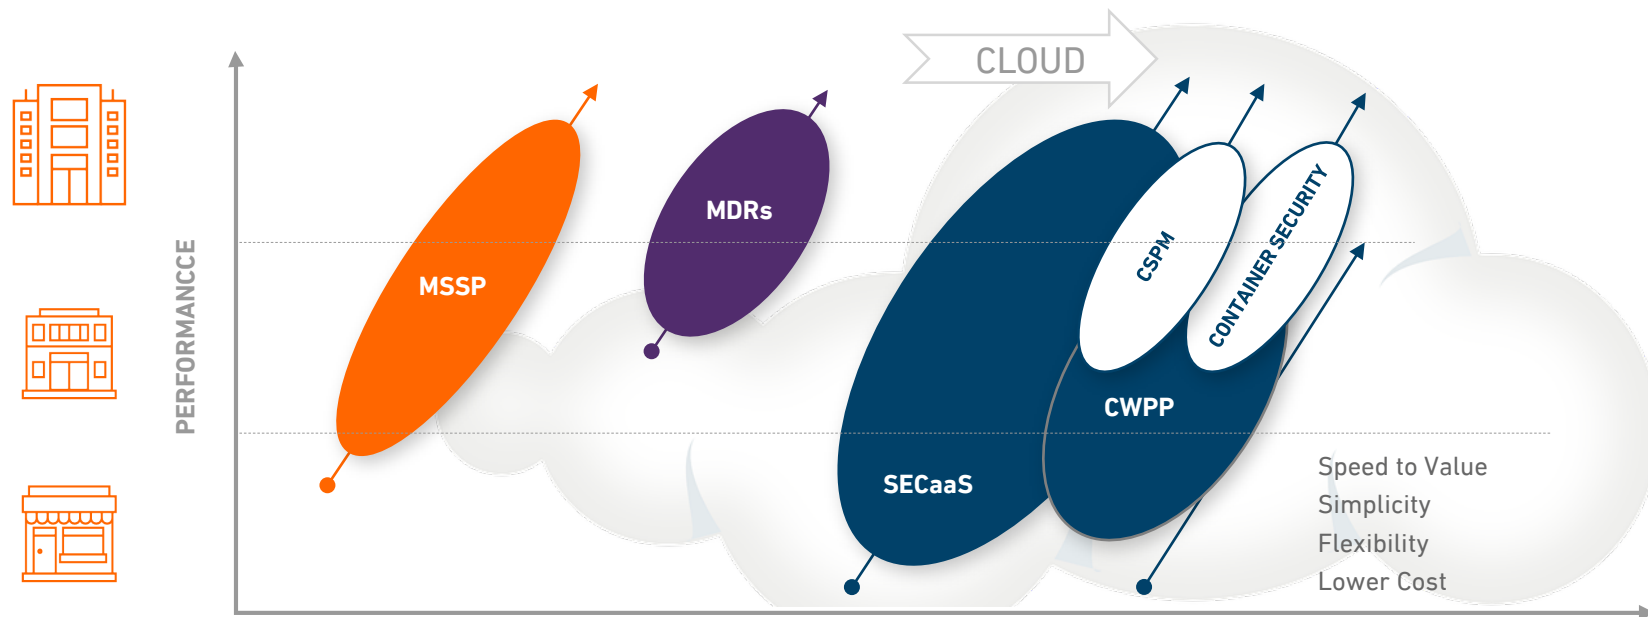 CLOUD
PERFORMANCCE
MSSP
MDRs
CSPM
CONTAINER SECURITY
CWPP
SECaaS
Speed to Value
Simplicity
Flexibility
Lower Cost